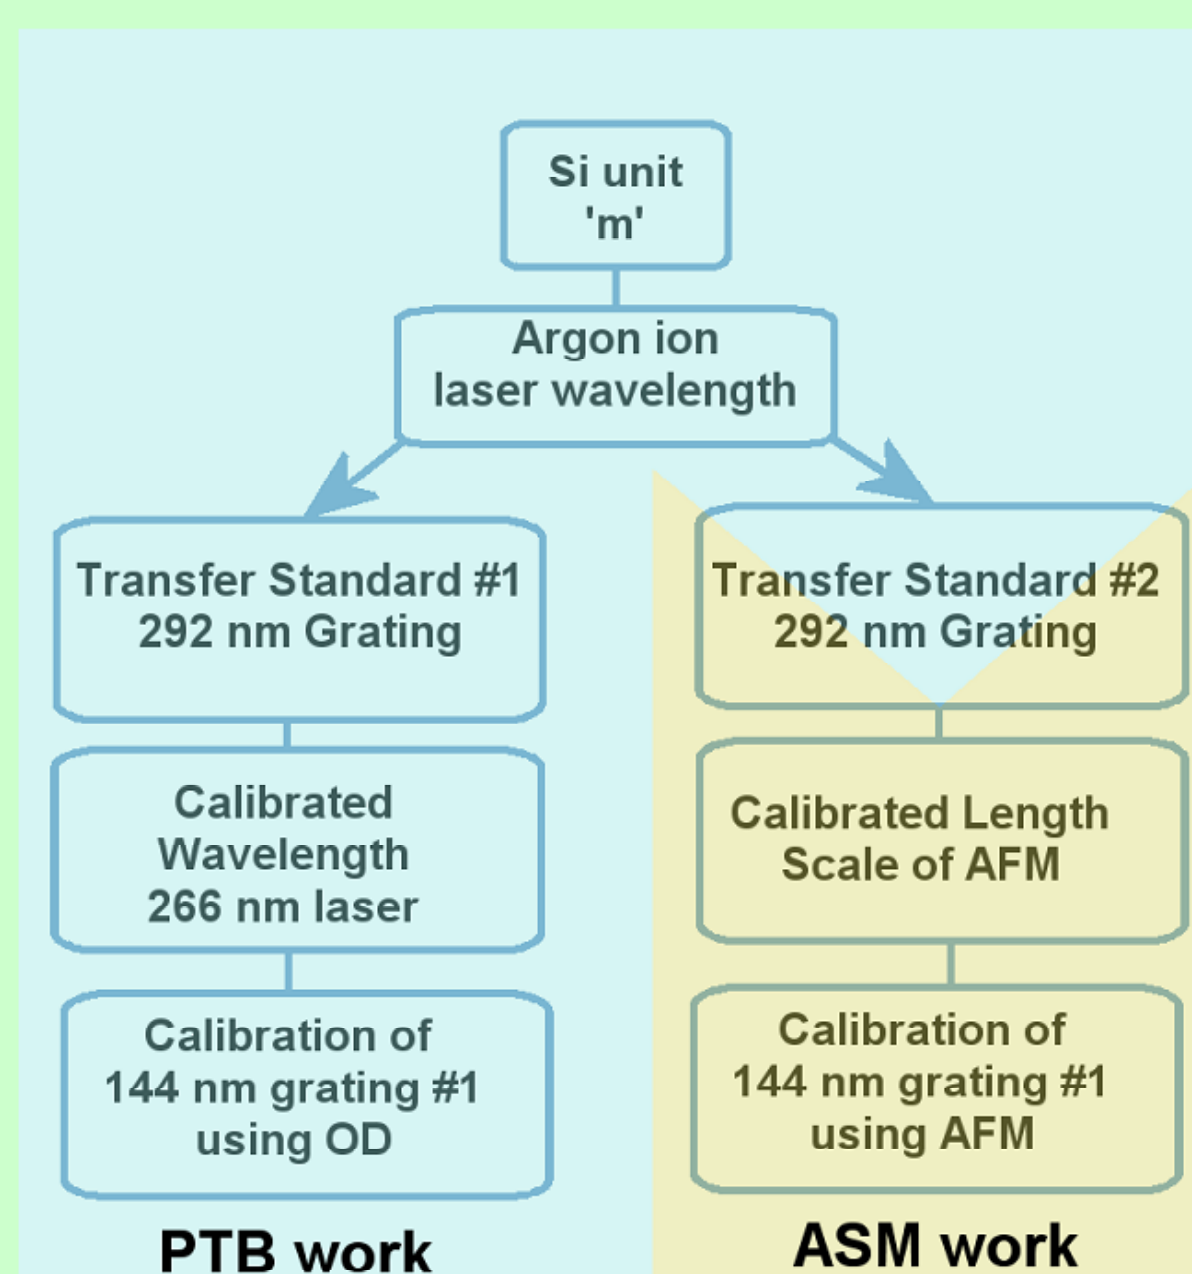 Si unit
'm'
Argon ion
laser wavelength
Transfer Standard #1
292 nm Grating
Calibrated
Wavelength
266 nm laser
Calibration of
144 nm grating #1
using OD
PTB work
Transfer Standard #2
292 nm Grating
Calibrated Length
Scale of AFM
Calibration of
144 nm grating #1
using AFM
ASM work